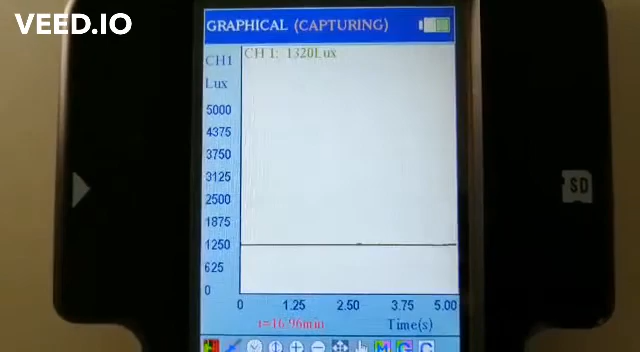 VEED.IO
GRAPHICAL (CAPTURING)
CH1
CH 1: 1320Lux
Lux
5000
4375
3750
3125
2500
1875
1250
625
0
0 1.25 2.50 3.75 5.00
t=16.96min Time(s)
SD